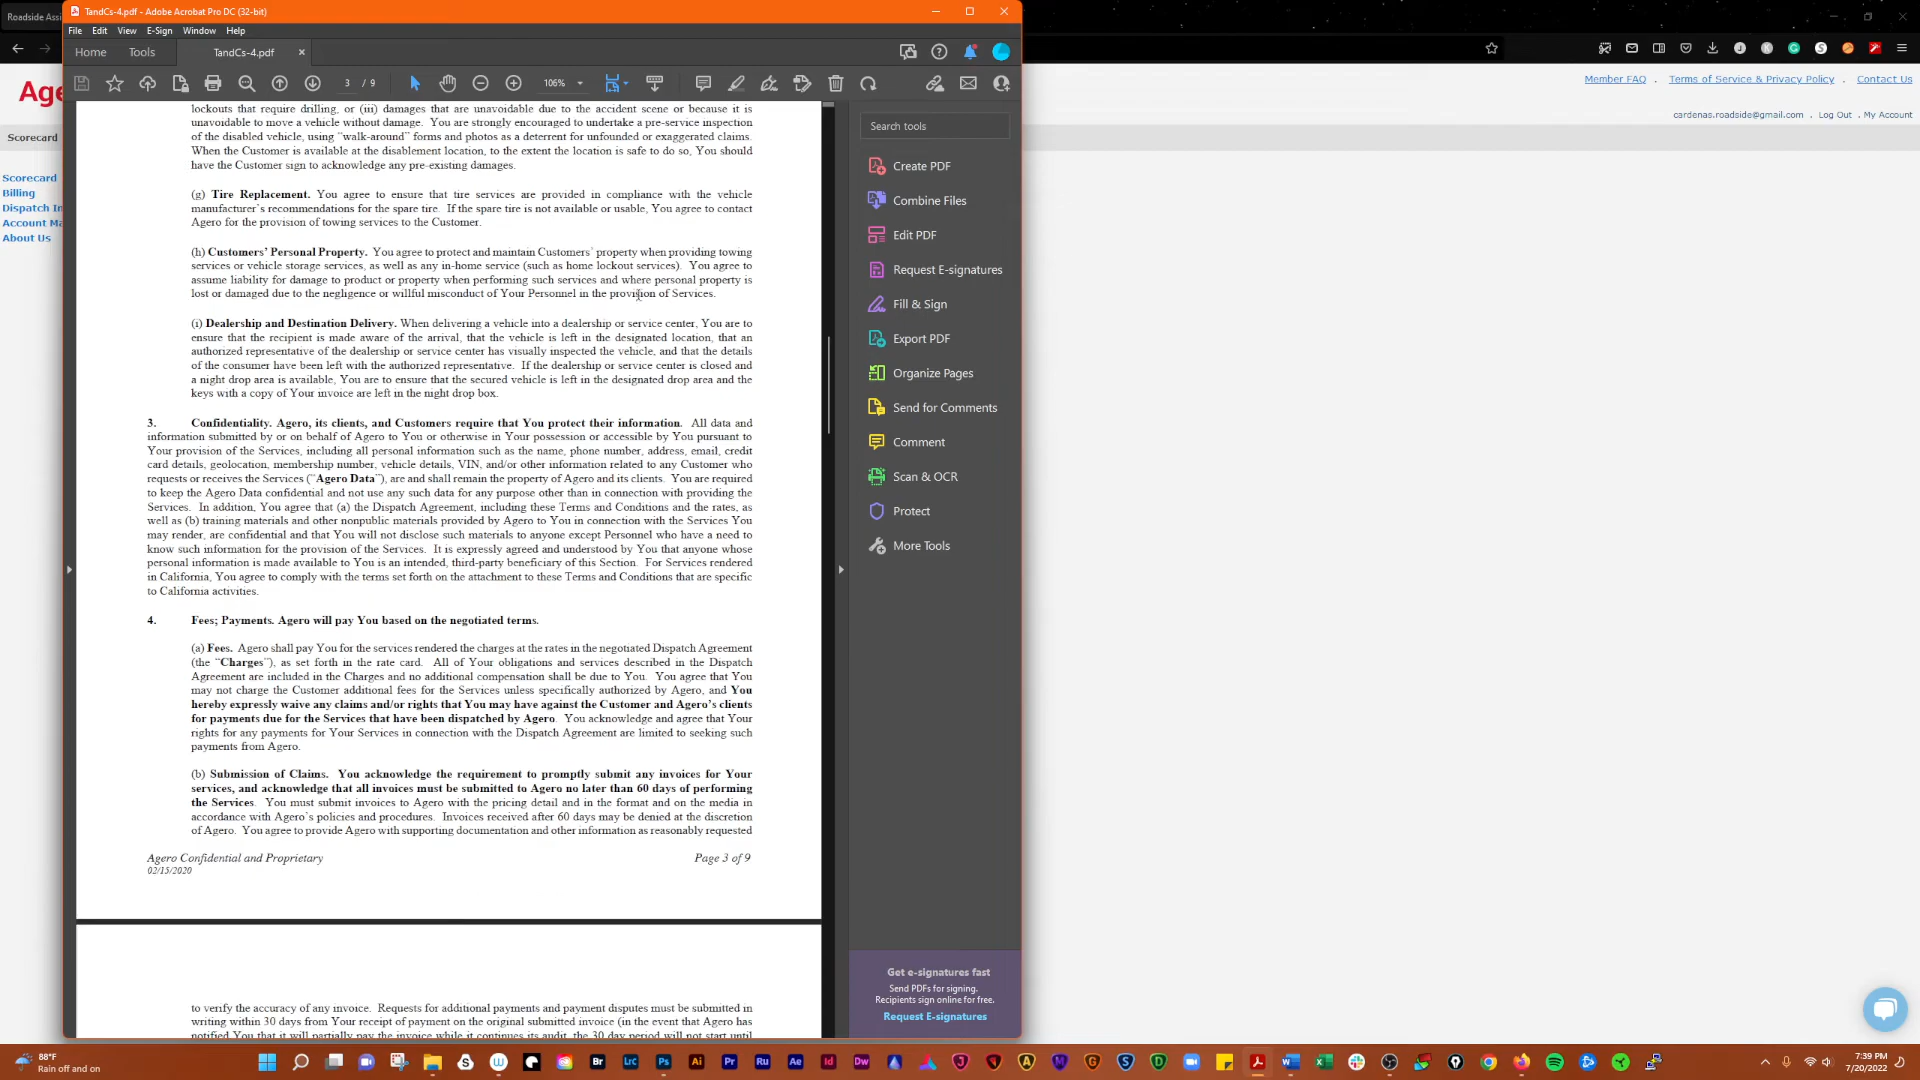 Roadside Assi
TandCs-4.pdf - Adobe Acrobat Pro DC (32-bit)
File Edit View E-Sign Window Help
Home Tools TandCs-4.pdf ×
3 / 9 106%
Member FAQ . Terms of Service & Privacy Policy . Contact Us
cardenas.roadside@gmail.com . Log Out . My Account
Age
Scorecard
Scorecard
Billing
Dispatch In
Account Ma
About Us
lockouts that require drilling, or (iii) damages that are unavoidable due to the accident scene or because it is
unavoidable to move a vehicle without damage. You are strongly encouraged to undertake a pre-service inspection
of the disabled vehicle, using “walk-around” forms and photos as a deterrent for unfounded or exaggerated claims.
When the Customer is available at the disablement location, to the extent the location is safe to do so, You should
have the Customer sign to acknowledge any pre-existing damages.
(g) Tire Replacement. You agree to ensure that tire services are provided in compliance with the vehicle
manufacturer’s recommendations for the spare tire. If the spare tire is not available or usable, You agree to contact
Agero for the provision of towing services to the Customer.
(h) Customers’ Personal Property. You agree to protect and maintain Customers’ property when providing towing
services or vehicle storage services, as well as any in-home service (such as home lockout services). You agree to
assume liability for damage to product or property when performing such services and where personal property is
lost or damaged due to the negligence or willful misconduct of Your Personnel in the provision of Services.
(i) Dealership and Destination Delivery. When delivering a vehicle into a dealership or service center, You are to
ensure that the recipient is made aware of the arrival, that the vehicle is left in the designated location, that an
authorized representative of the dealership or service center has visually inspected the vehicle, and that the details
of the consumer have been left with the authorized representative. If the dealership or service center is closed and
a night drop area is available, You are to ensure that the secured vehicle is left in the designated drop area and the
keys with a copy of Your invoice are left in the night drop box.
3. Confidentiality. Agero, its clients, and Customers require that You protect their information. All data and
information submitted by or on behalf of Agero to You or otherwise in Your possession or accessible by You pursuant to
Your provision of the Services, including all personal information such as the name, phone number, address, email, credit
card details, geolocation, membership number, vehicle details, VIN, and/or other information related to any Customer who
requests or receives the Services (“Agero Data”), are and shall remain the property of Agero and its clients. You are required
to keep the Agero Data confidential and not use any such data for any purpose other than in connection with providing the
Services. In addition, You agree that (a) the Dispatch Agreement, including these Terms and Conditions and the rates, as
well as (b) training materials and other nonpublic materials provided by Agero to You in connection with the Services You
may render, are confidential and that You will not disclose such materials to anyone except Personnel who have a need to
know such information for the provision of the Services. It is expressly agreed and understood by You that anyone whose
personal information is made available to You is an intended, third-party beneficiary of this Section. For Services rendered
in California, You agree to comply with the terms set forth on the attachment to these Terms and Conditions that are specific
to California activities.
4. Fees; Payments. Agero will pay You based on the negotiated terms.
(a) Fees. Agero shall pay You for the services rendered the charges at the rates in the negotiated Dispatch Agreement
(the “Charges”), as set forth in the rate card. All of Your obligations and services described in the Dispatch
Agreement are included in the Charges and no additional compensation shall be due to You. You agree that You
may not charge the Customer additional fees for the Services unless specifically authorized by Agero, and You
hereby expressly waive any claims and/or rights that You may have against the Customer and Agero’s clients
for payments due for the Services that have been dispatched by Agero. You acknowledge and agree that Your
rights for any payments for Your Services in connection with the Dispatch Agreement are limited to seeking such
payments from Agero.
(b) Submission of Claims. You acknowledge the requirement to promptly submit any invoices for Your
services, and acknowledge that all invoices must be submitted to Agero no later than 60 days of performing
the Services. You must submit invoices to Agero with the pricing detail and in the format and on the media in
accordance with Agero’s policies and procedures. Invoices received after 60 days may be denied at the discretion
of Agero. You agree to provide Agero with supporting documentation and other information as reasonably requested
Agero Confidential and Proprietary Page 3 of 9
02/15/2020
to verify the accuracy of any invoice. Requests for additional payments and payment disputes must be submitted in
writing within 30 days from Your receipt of payment on the original submitted invoice (in the event that Agero has
notified You that it will partially pay the invoice while it continues its audit, the 30 day period will not start until
Search tools
Create PDF
Combine Files
Edit PDF
Request E-signatures
Fill & Sign
Export PDF
Organize Pages
Send for Comments
Comment
Scan & OCR
Protect
More Tools
Get e-signatures fast
Send PDFs for signing.
Recipients sign online for free.
Request E-signatures
88°F
Rain off and on
Br
LrC
Ps
Ai
Pr
Ru
Ae
Id
Dw
7:39 PM
7/20/2022